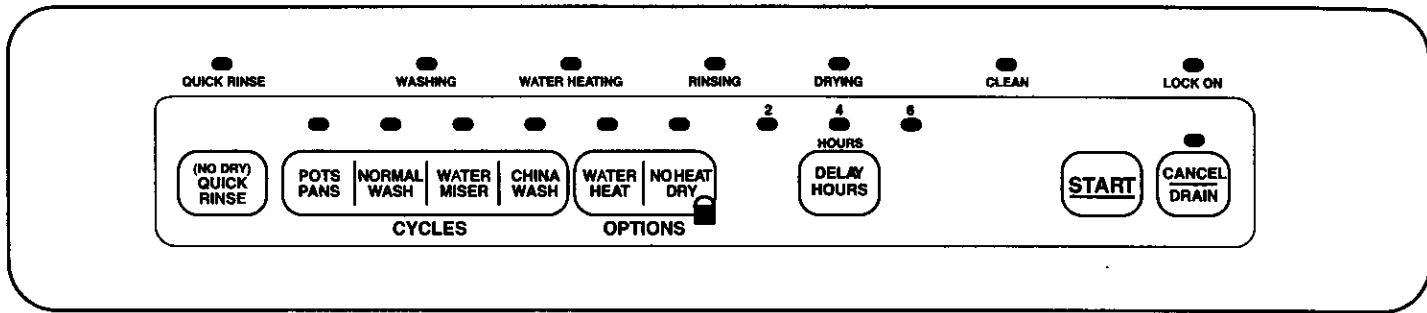 QUICK RINSE WASHING WATER HEATING RINSING DRYING CLEAN LOCK ON
2 4 6
HOURS
(NO DRY)
QUICK
RINSE
POTS
PANS
NORMAL
WASH
WATER
MISER
CHINA
WASH
WATER
HEAT
NO HEAT
DRY
DELAY
HOURS
START
CANCEL
DRAIN
CYCLES OPTIONS